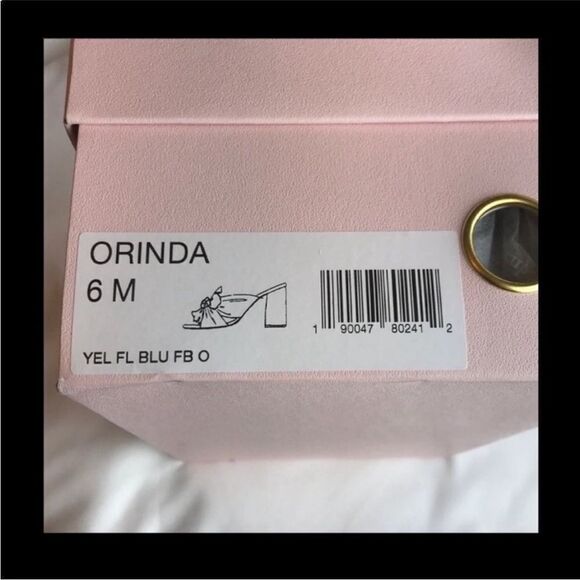 ORINDA
6 M
1 90047 80241 2
YEL FL BLU FB O